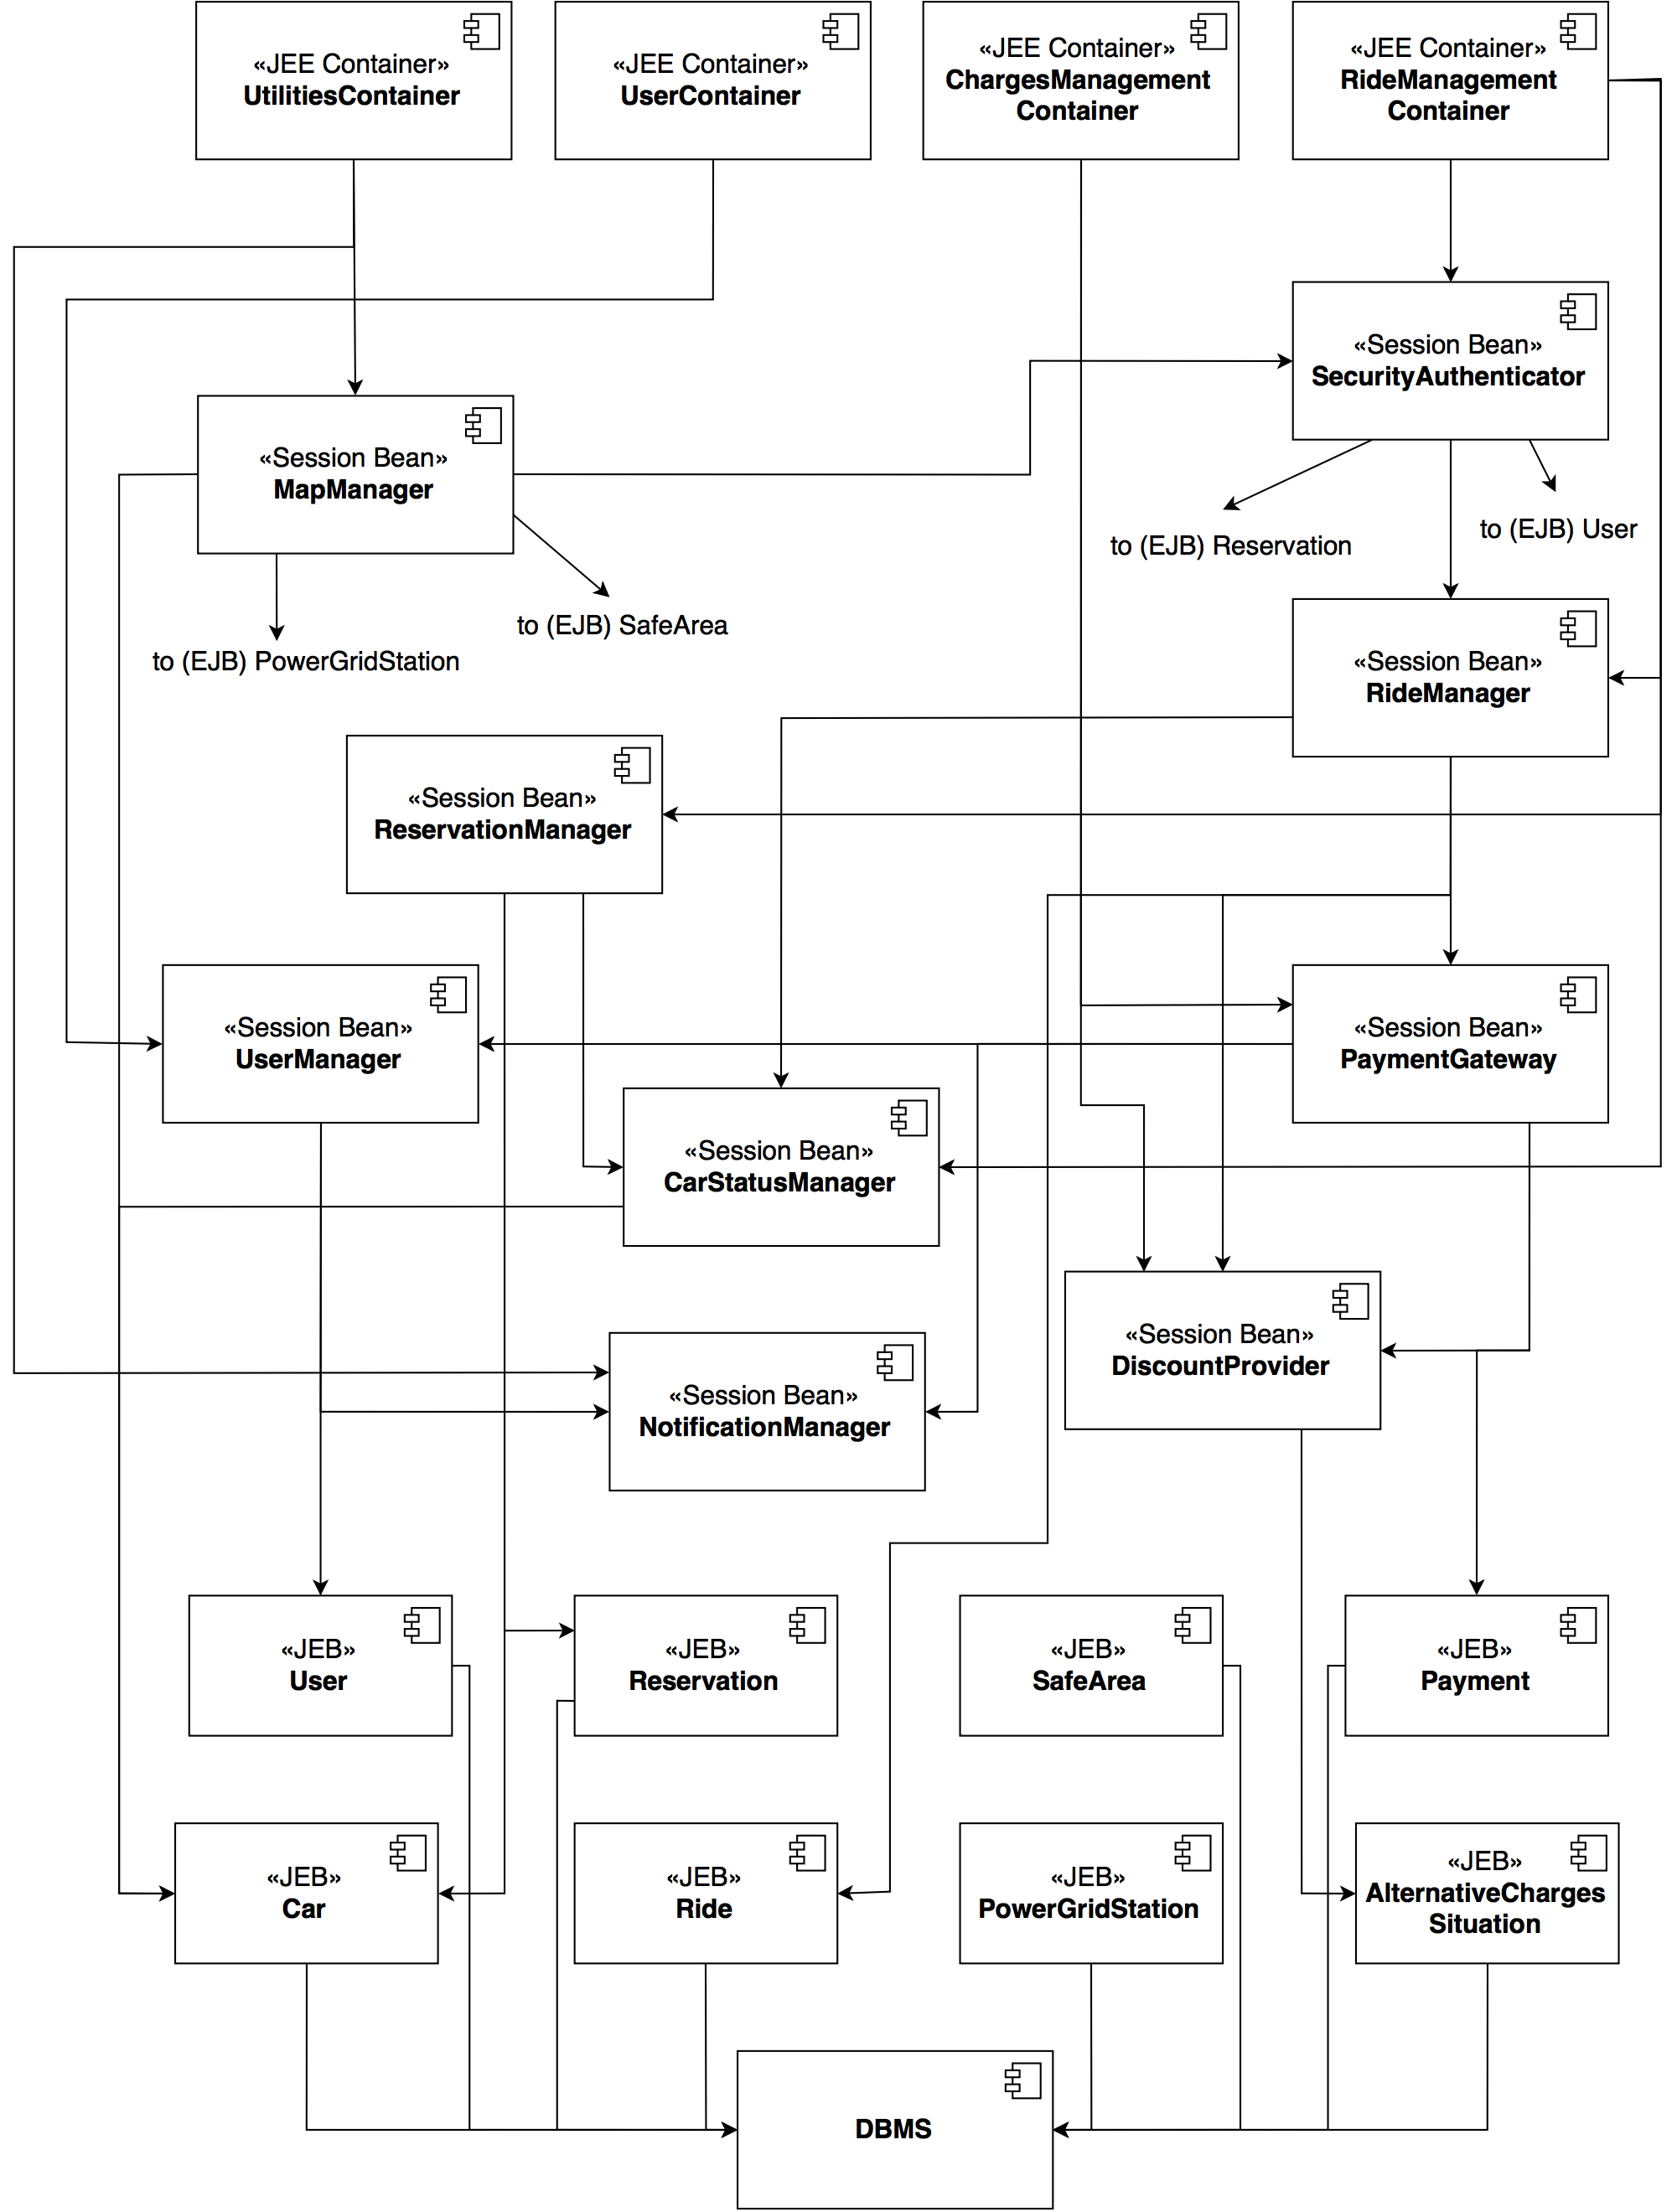 «JEE Container»
UtilitiesContainer
«JEE Container»
UserContainer
«JEE Container»
ChargesManagement
Container
«JEE Container»
RideManagement
Container
«Session Bean»
SecurityAuthenticator
«Session Bean»
MapManager
to (EJB) Reservation
to (EJB) User
to (EJB) SafeArea
to (EJB) PowerGridStation
«Session Bean»
RideManager
«Session Bean»
ReservationManager
«Session Bean»
UserManager
«Session Bean»
PaymentGateway
«Session Bean»
CarStatusManager
«Session Bean»
DiscountProvider
«Session Bean»
NotificationManager
«JEB»
User
«JEB»
Reservation
«JEB»
SafeArea
«JEB»
Payment
«JEB»
Car
«JEB»
Ride
«JEB»
PowerGridStation
«JEB»
AlternativeCharges
Situation
DBMS